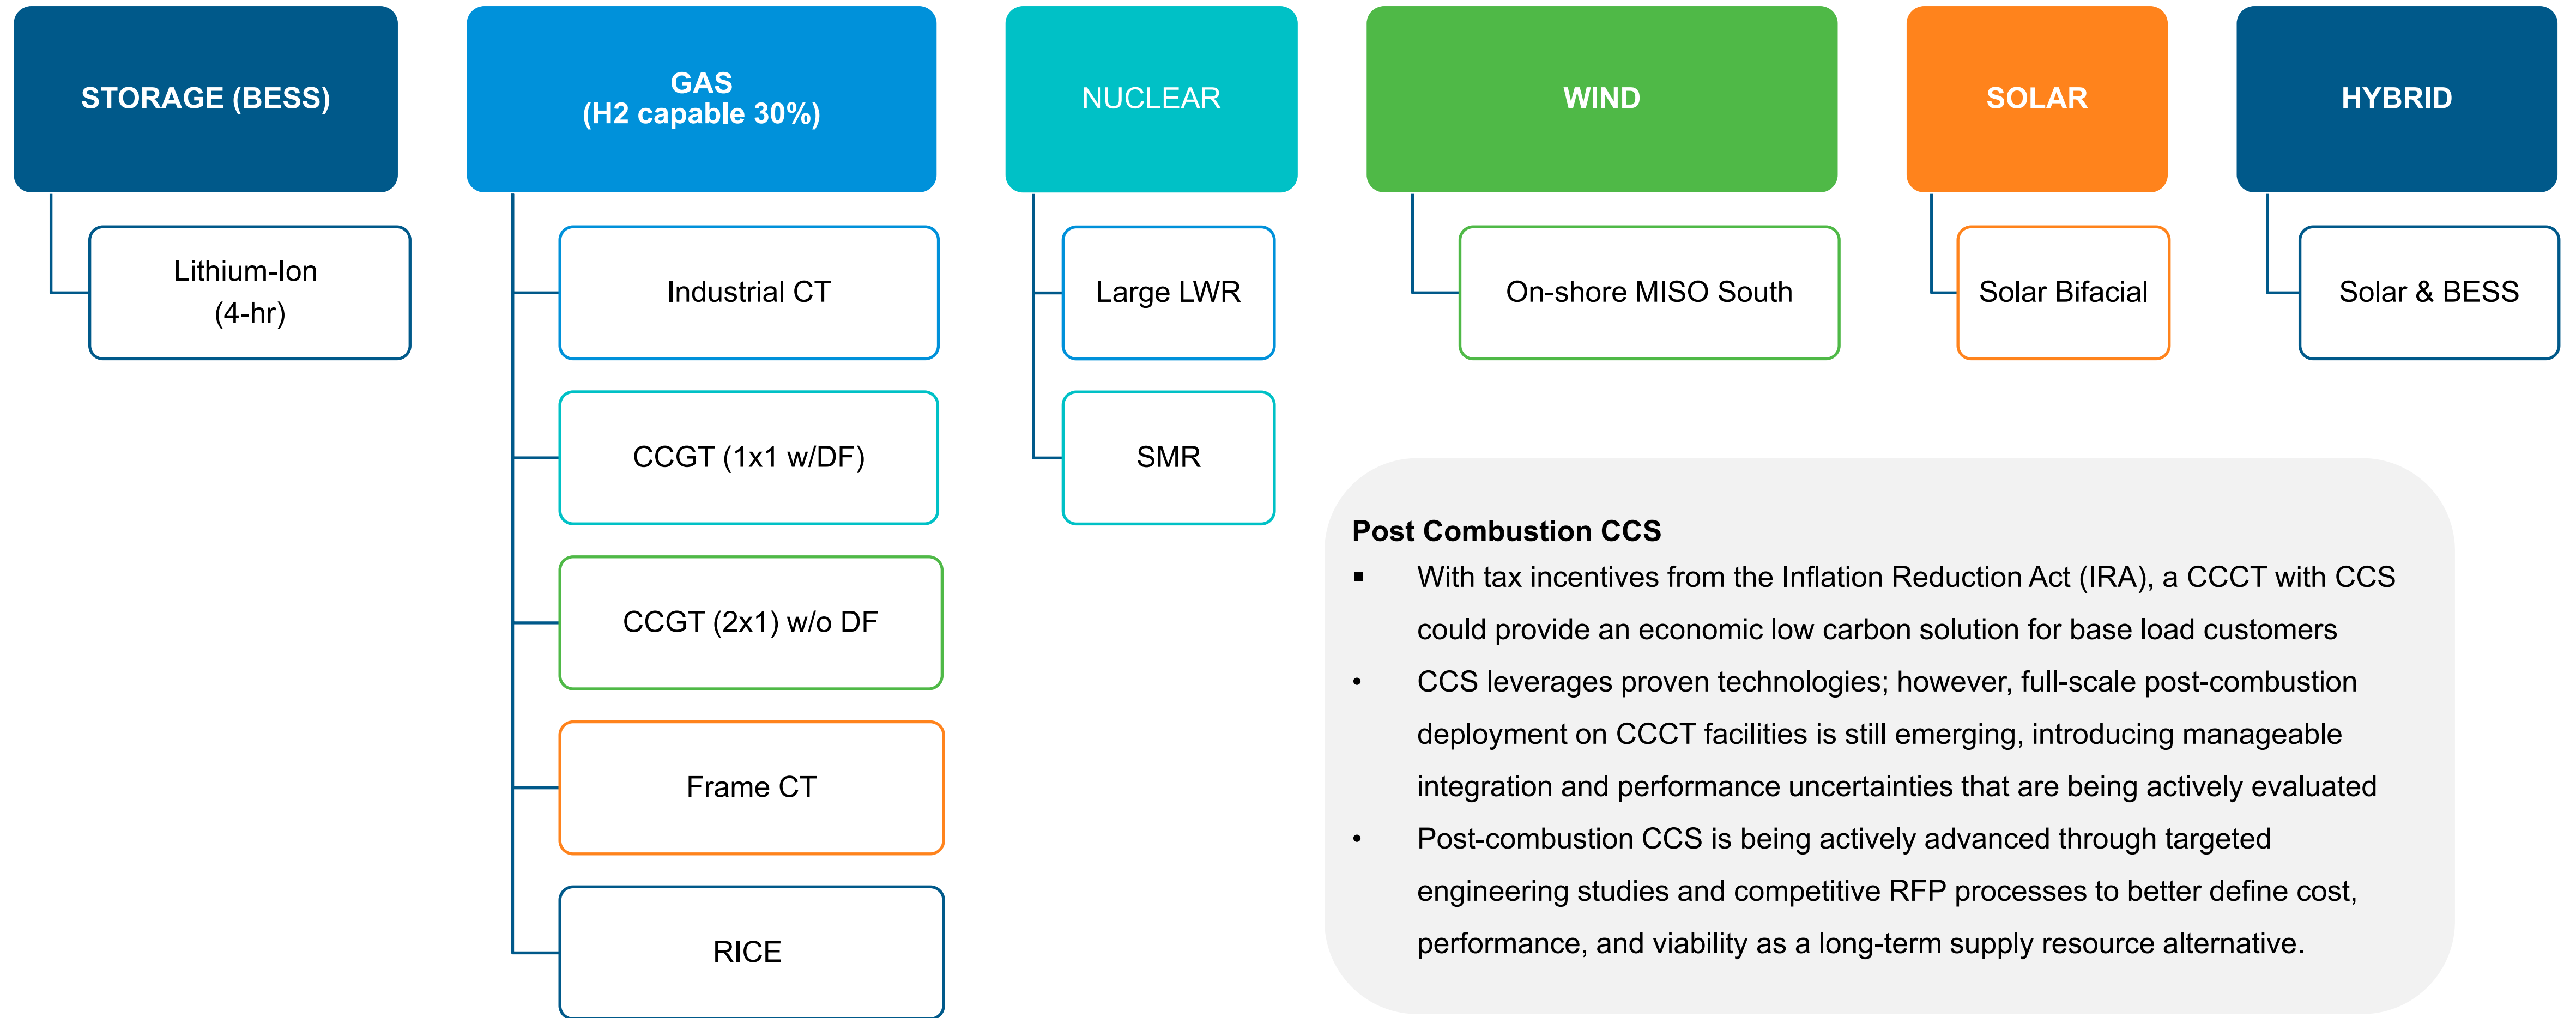 STORAGE (BESS)
Lithium-Ion
(4-hr)
GAS
(H2 capable 30%)
Industrial CT
CCGT (1x1 w/DF)
CCGT (2x1) w/o DF
Frame CT
RICE
NUCLEAR
Large LWR
SMR
WIND
On-shore MISO South
SOLAR
Solar Bifacial
HYBRID
Solar & BESS
Post Combustion CCS
▪ With tax incentives from the Inflation Reduction Act (IRA), a CCCT with CCS
could provide an economic low carbon solution for base load customers
• CCS leverages proven technologies; however, full-scale post-combustion
deployment on CCCT facilities is still emerging, introducing manageable
integration and performance uncertainties that are being actively evaluated
• Post-combustion CCS is being actively advanced through targeted
engineering studies and competitive RFP processes to better define cost,
performance, and viability as a long-term supply resource alternative.